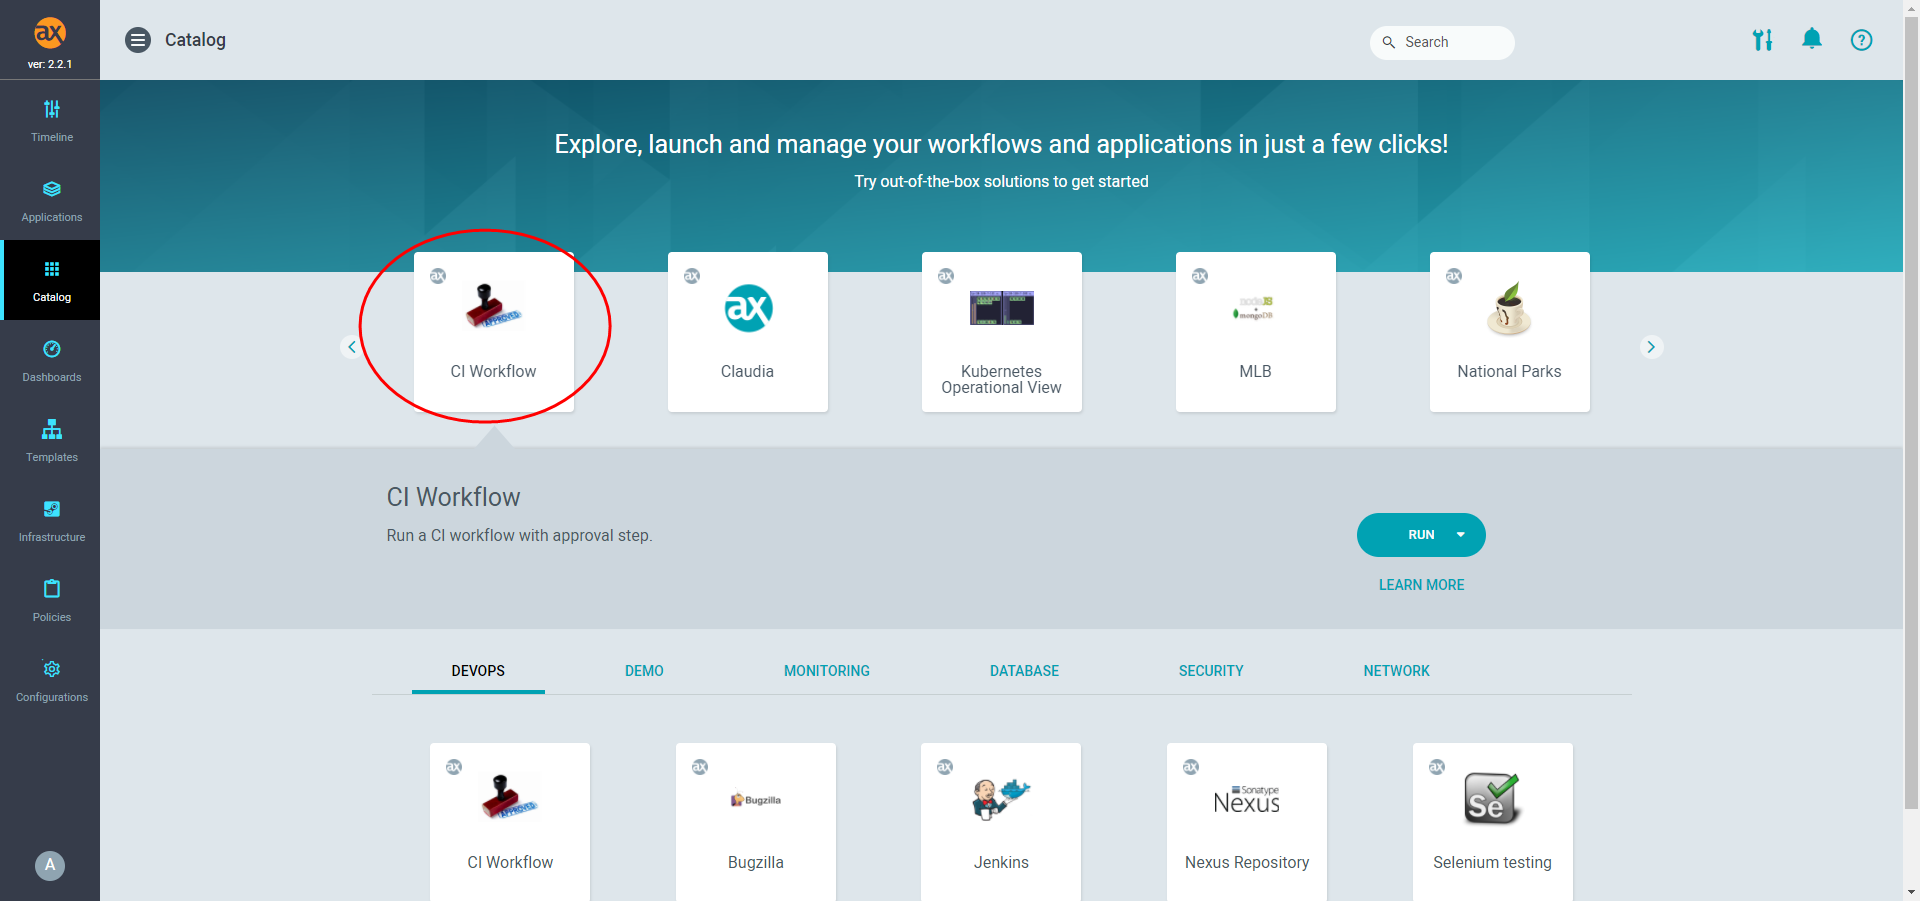 ax
ver: 2.2.1
Catalog
Search
Timeline
Applications
Catalog
Dashboards
Templates
Infrastructure
Policies
Configurations
A
Explore, launch and manage your workflows and applications in just a few clicks!
Try out-of-the-box solutions to get started
ax
APPROVED
CI Workflow
ax
ax
Claudia
ax
Kubernetes
Operational View
ax
nodeJS
+
mongoDB
MLB
ax
National Parks
CI Workflow
Run a CI workflow with approval step.
RUN
LEARN MORE
DEVOPS
DEMO
MONITORING
DATABASE
SECURITY
NETWORK
ax
APPROVED
CI Workflow
ax
Bugzilla
Bugzilla
ax
Jenkins
ax
Sonatype
Nexus
Nexus Repository
ax
Se
Selenium testing